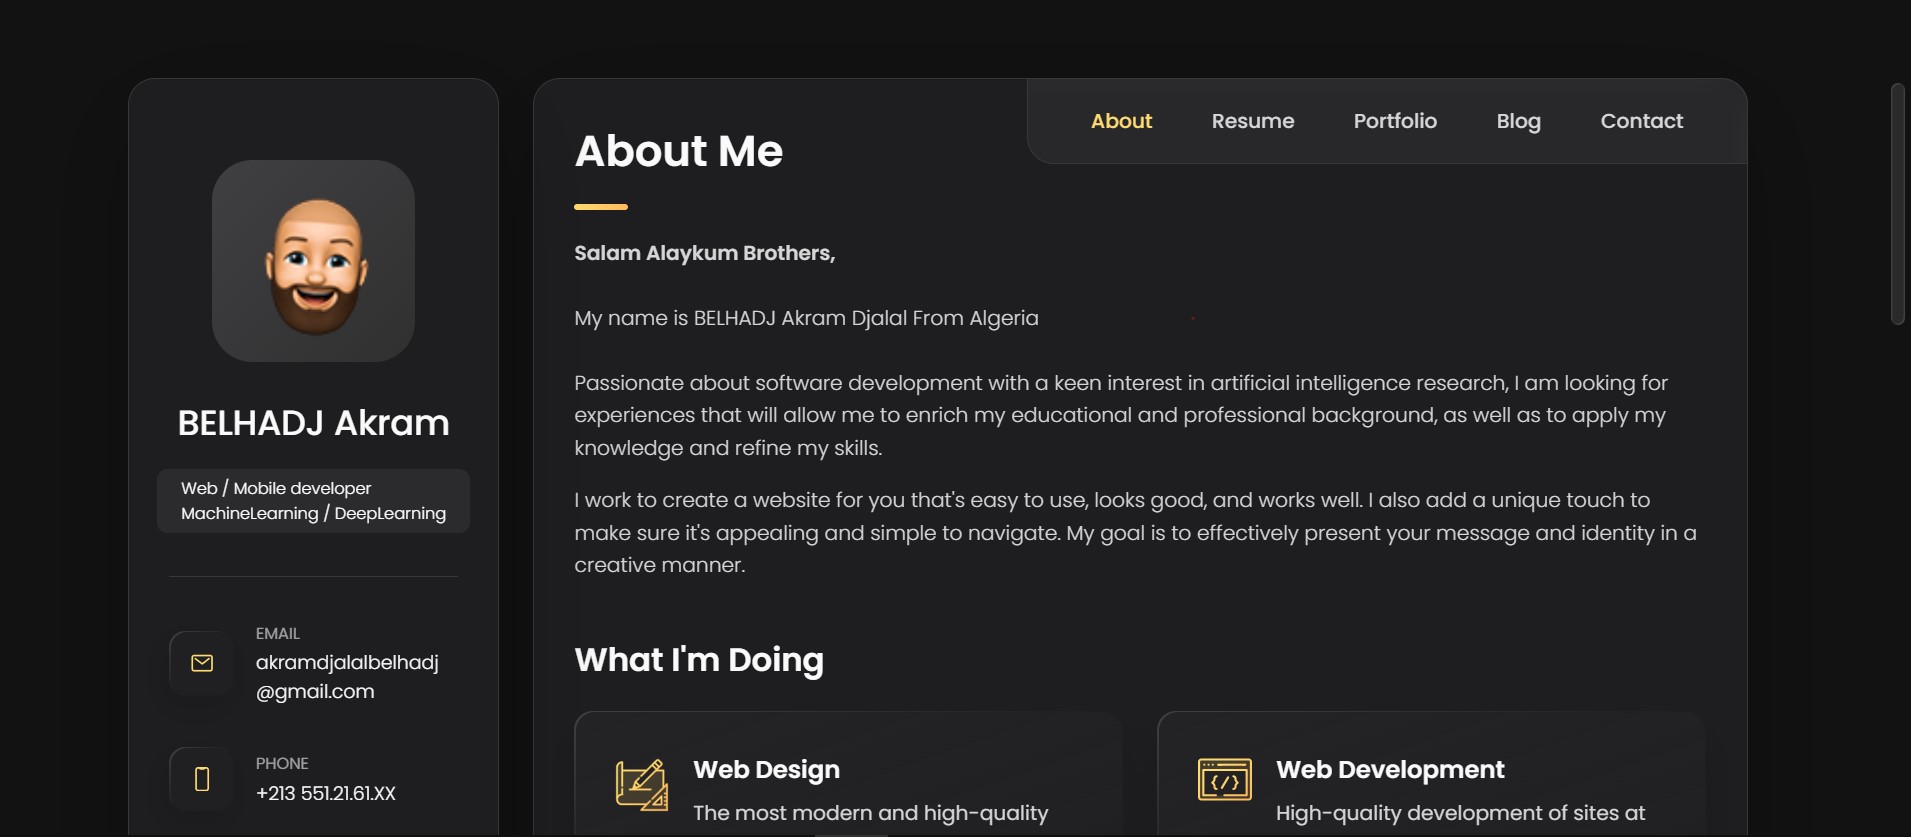 BELHADJ Akram
Web / Mobile developer
MachineLearning / DeepLearning
EMAIL
akramdjalalbelhadj
@gmail.com
PHONE
+213 551.21.61.XX
About
Resume
Portfolio
Blog
Contact
About Me
Salam Alaykum Brothers,
My name is BELHADJ Akram Djalal From Algeria
Passionate about software development with a keen interest in artificial intelligence research, I am looking for
experiences that will allow me to enrich my educational and professional background, as well as to apply my
knowledge and refine my skills.
I work to create a website for you that's easy to use, looks good, and works well. I also add a unique touch to
make sure it's appealing and simple to navigate. My goal is to effectively present your message and identity in a
creative manner.
What I'm Doing
Web Design
The most modern and high-quality
Web Development
High-quality development of sites at